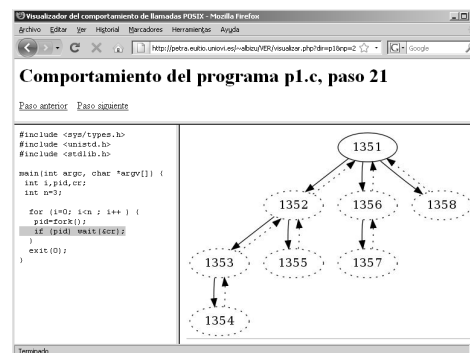 Visualizador del comportamiento de llamadas POSIX - Mozilla Firefox
Archivo Editar Ver Historial Marcadores Herramientas Ayuda
http://petra.euitio.uniovi.es/~albizu/VER/visualizar.php?dir=p1&np=2
Google
Comportamiento del programa p1.c, paso 21
Paso anterior Paso siguiente
#include <sys/types.h>
#include <unistd.h>
#include <stdlib.h>
main(int argc, char *argv[]) {
int i,pid,cr;
int n=3;
for (i=0; i<n ; i++ ) {
pid=fork();
if (pid) wait(&cr);
}
exit(0);
}
1351
1352 1356 1358
1353 1355 1357
1354
Terminado